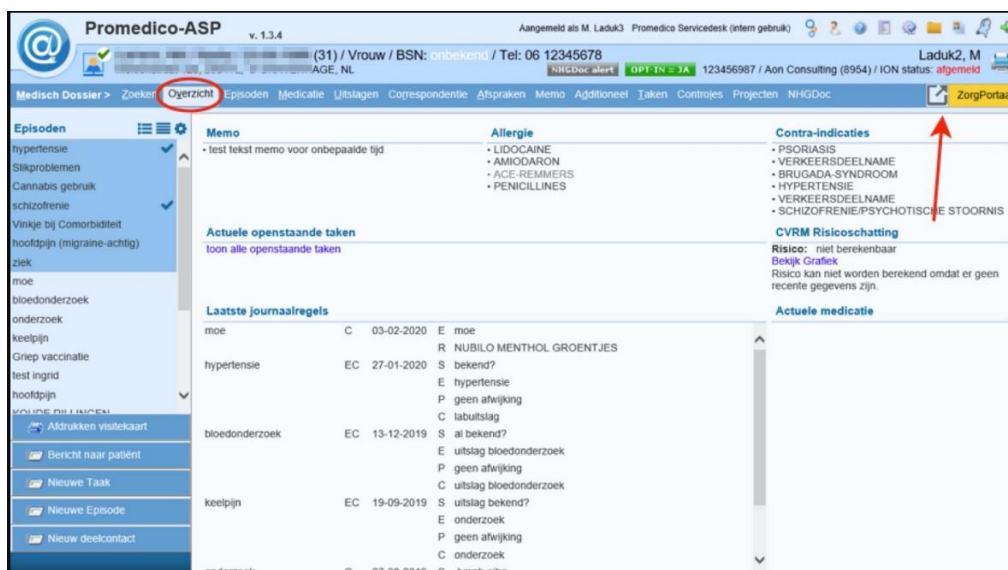 Promedico-ASP v. 1.3.4
Aangemeld als M. Laduk3 Promedico Servicedesk (intern gebruik)
(31) / Vrouw / BSN: onbekend / Tel: 06 12345678
Laduk2, M
AGE, NL
NHGDoc alert OPT-IN = JA 123456987 / Aon Consulting (8954) / ION status: afgemeld
Medisch Dossier > Zoeken Overzicht Episoden Medicatie Uitslagen Correspondentie Afspraken Memo Additioneel Taken Controles Projecten NHGDoc
ZorgPortaa
Episoden
hypertensie
Slikproblemen
Cannabis gebruik
schizofrenie
Vinkje bij Comorbiditeit
hoofdpijn (migraine-achtig)
ziek
moe
bloedonderzoek
onderzoek
keelpijn
Griep vaccinatie
test ingrid
hoofdpijn
KOUDE RILLINGEN
Afdrukken visitekaart
Bericht naar patiënt
Nieuwe Taak
Nieuwe Episode
Nieuw deelcontact
Memo
• test tekst memo voor onbepaalde tijd
Allergie
• LIDOCAINE
• AMIODARON
• ACE-REMMERS
• PENICILLINES
Contra-indicaties
• PSORIASIS
• VERKEERSDEELNAME
• BRUGADA-SYNDROOM
• HYPERTENSIE
• VERKEERSDEELNAME
• SCHIZOFRENIE/PSYCHOTISCHE STOORNIS
Actuele openstaande taken
toon alle openstaande taken
CVRM Risicoschatting
Risico: niet berekenbaar
Bekijk Grafiek
Risico kan niet worden berekend omdat er geen
recente gegevens zijn.
Laatste journaalregels
moe C 03-02-2020 E moe
R NUBILO MENTHOL GROENTJES
hypertensie EC 27-01-2020 S bekend?
E hypertensie
P geen afwijking
C labuitslag
bloedonderzoek EC 13-12-2019 S al bekend?
E uitslag bloedonderzoek
P geen afwijking
C uitslag bloedonderzoek
keelpijn EC 19-09-2019 S uitslag bekend?
E onderzoek
P geen afwijking
C onderzoek
Actuele medicatie